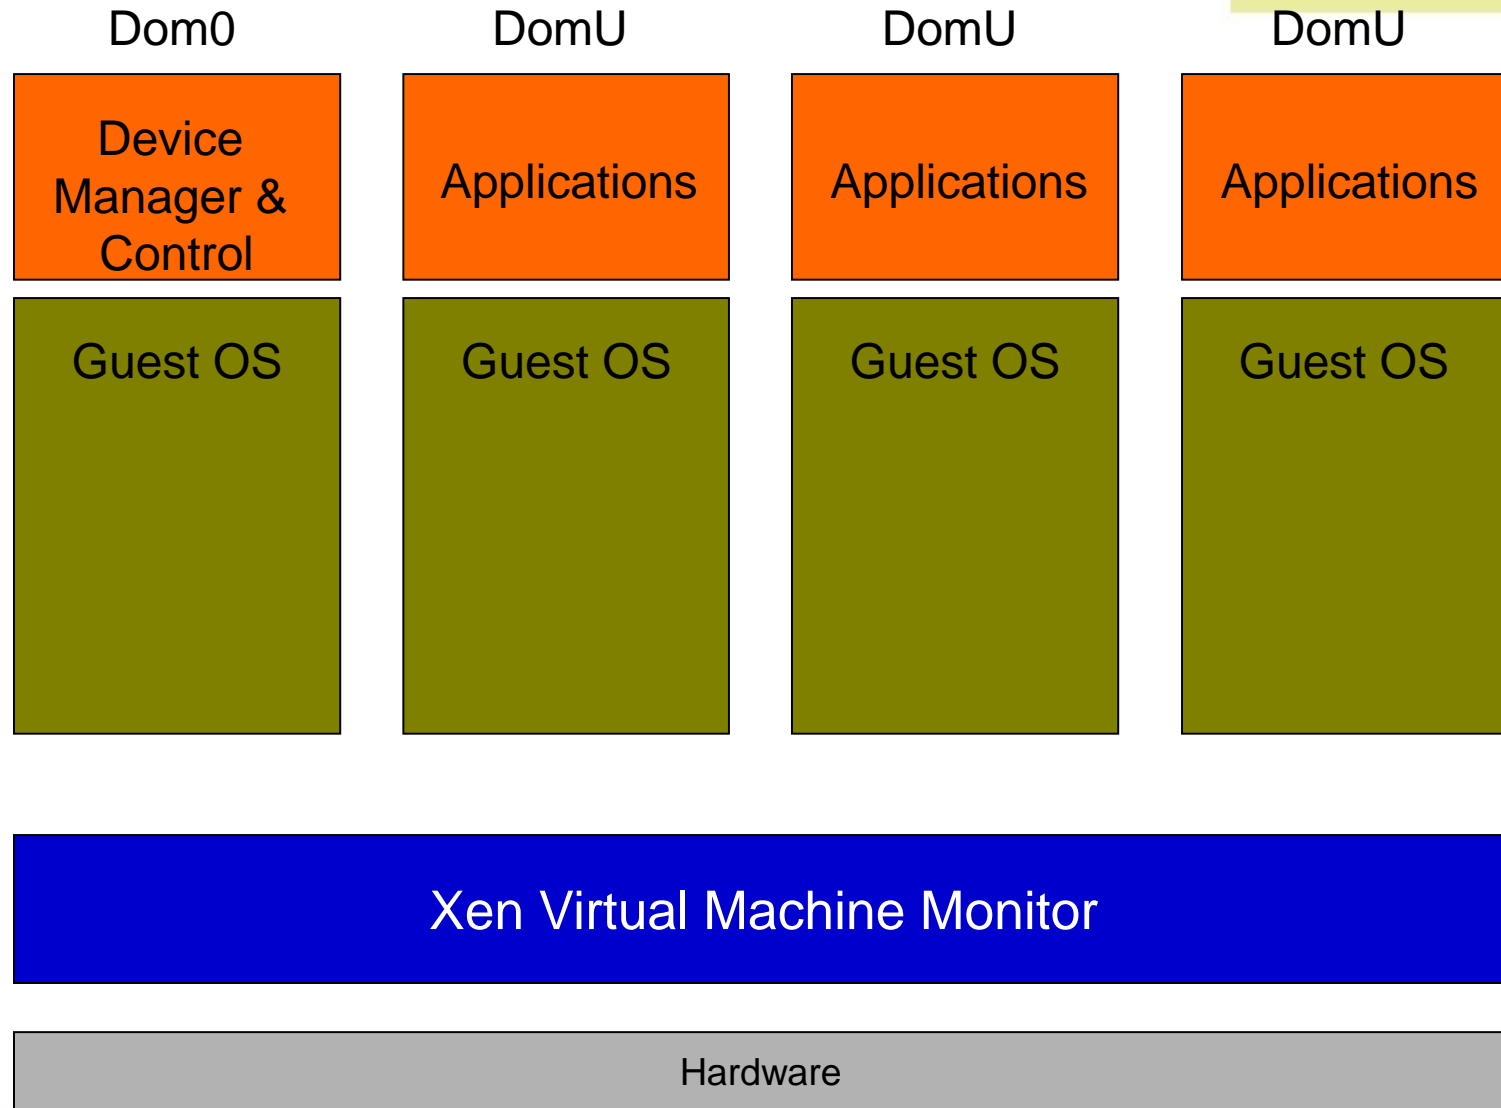 Dom0
DomU
DomU
DomU
Device
Manager &
Control
Applications
Applications
Applications
Guest OS
Guest OS
Guest OS
Guest OS
Xen Virtual Machine Monitor
Hardware